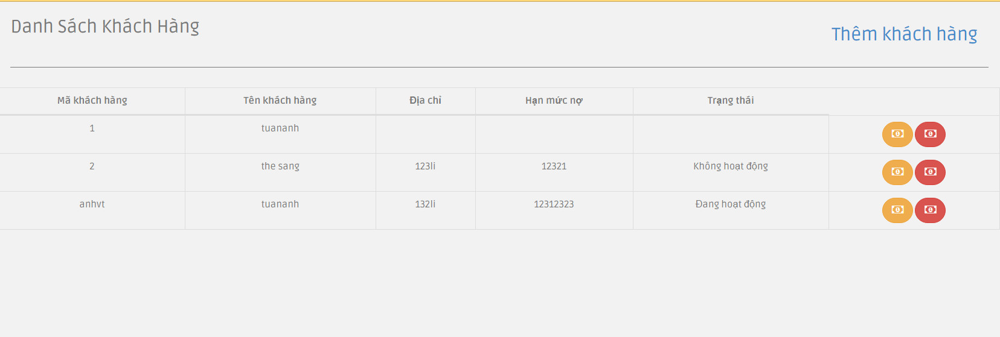 Danh Sách Khách Hàng
Thêm khách hàng
Mã khách hàng Tên khách hàng Địa chỉ Hạn mức nợ Trạng thái
1 tuananh
2 the sang 123li 12321 Không hoạt động
anhvt tuananh 132li 12312323 Đang hoạt động